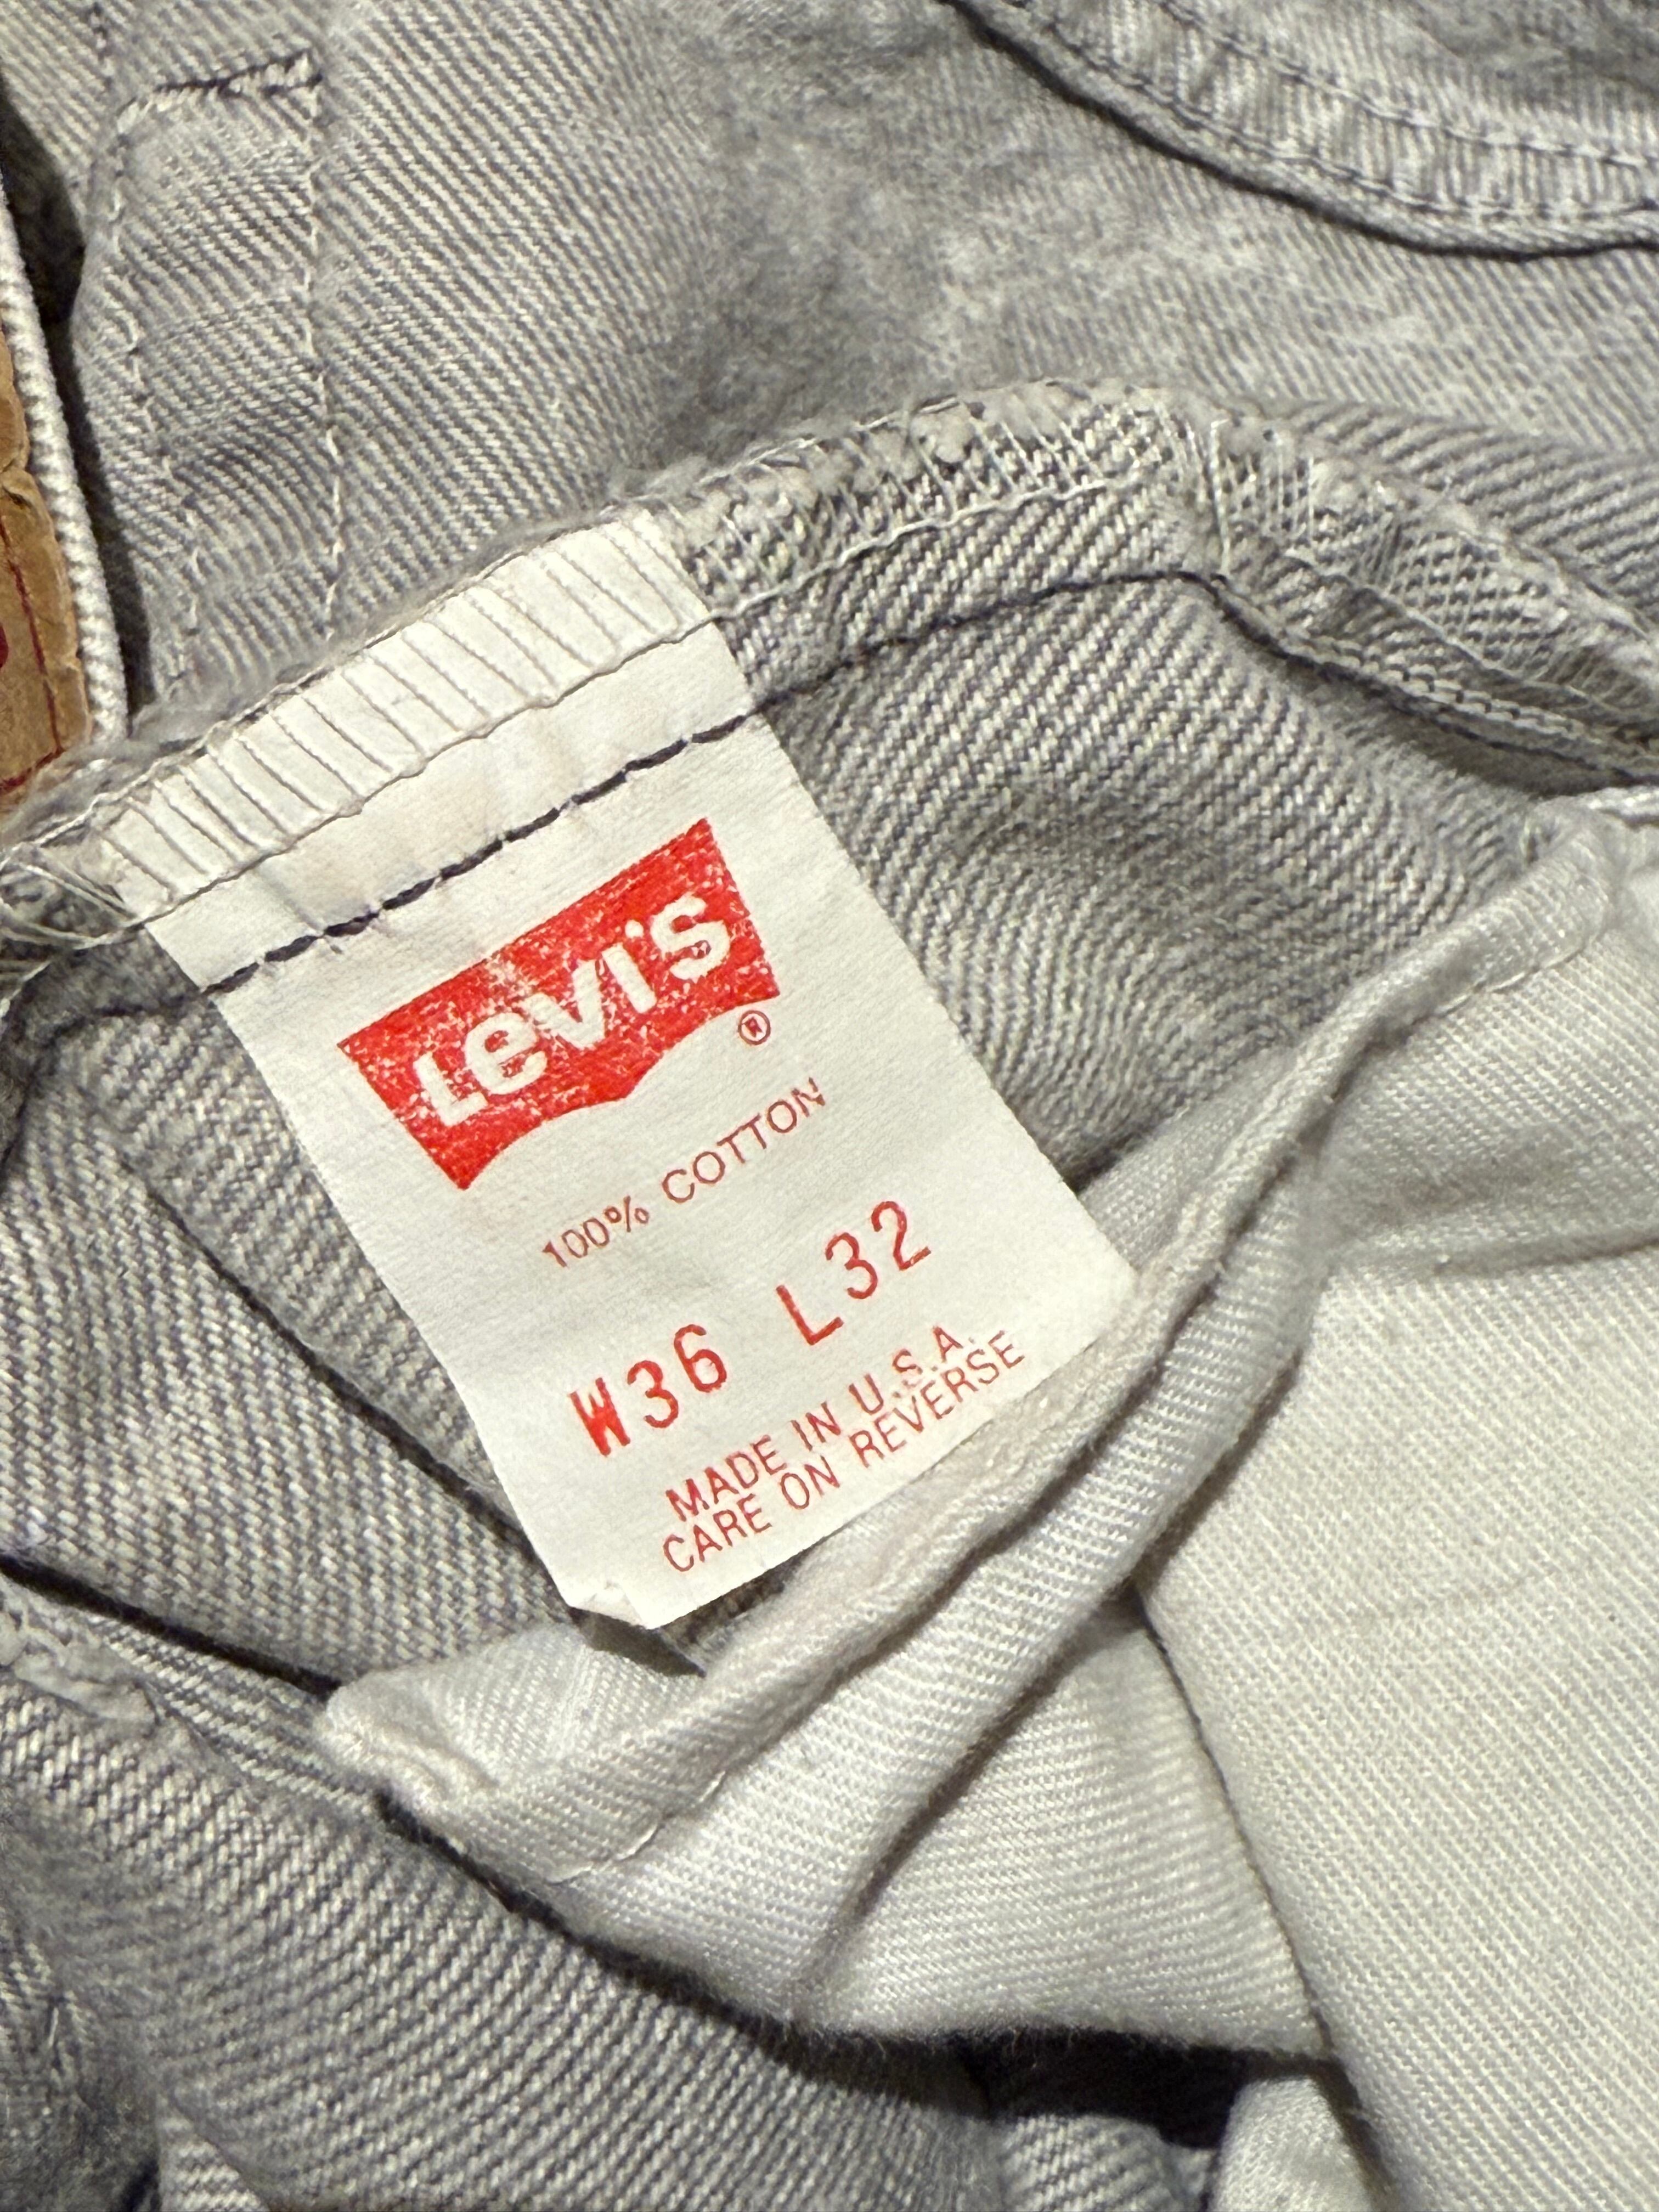 Levi's ®
100% COTTON
W36 L32
MADE IN U.S.A.
CARE ON REVERSE